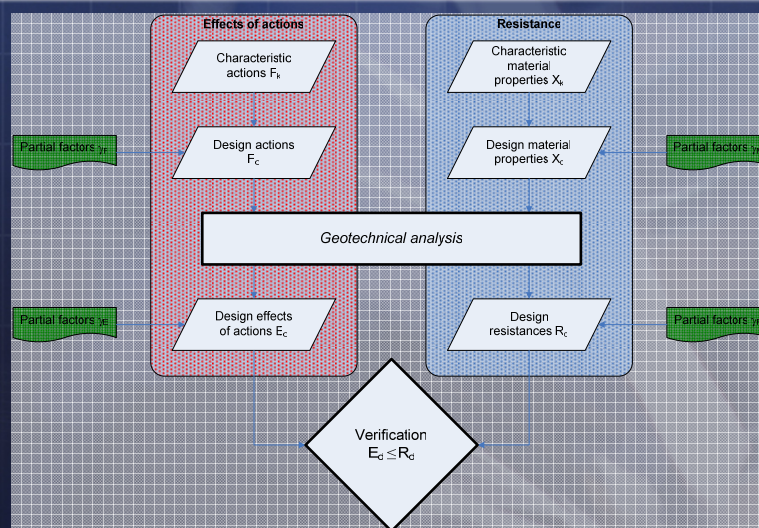 Effects of actions
Resistance
Characteristic
actions Fk
Characteristic
material
properties Xk
Partial factors γF
Design actions
Fd
Design material
properties Xd
Partial factors
Geotechnical analysis
Partial factors γE
Design effects
of actions Ed
Design
resistances Rd
Partial factors
Verification
Ed ≤ Rd